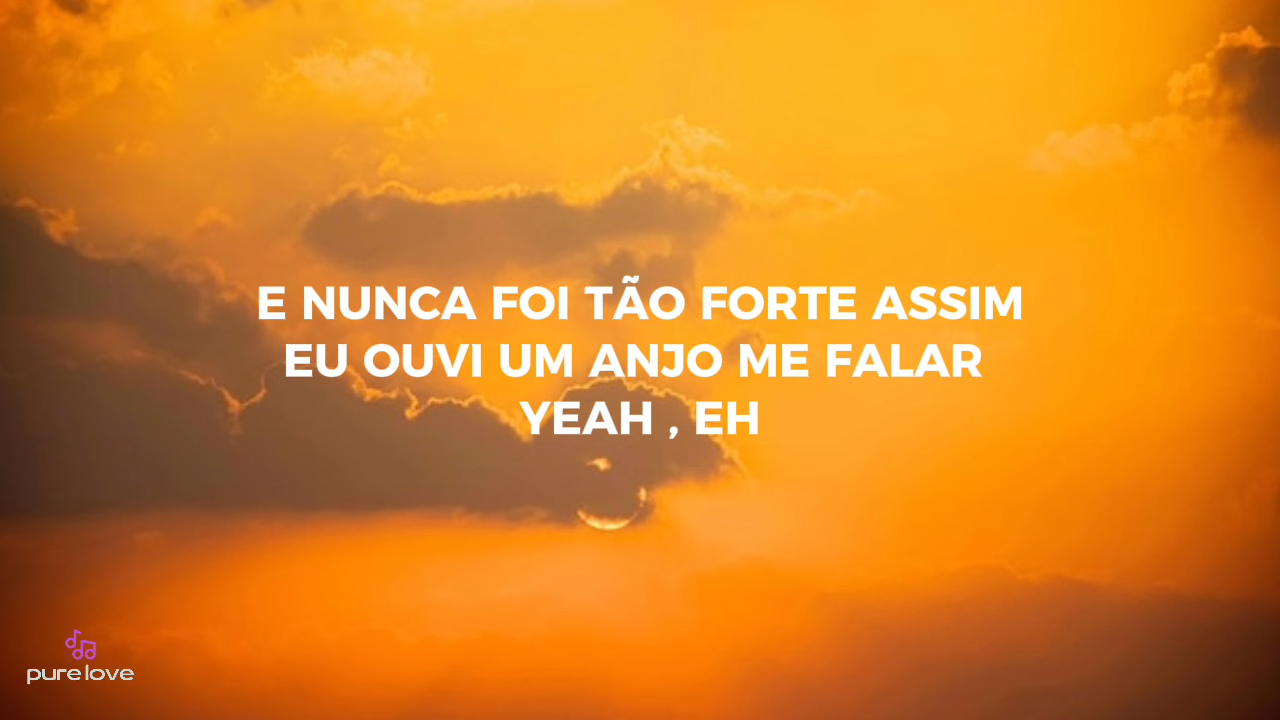 E NUNCA FOI TÃO FORTE ASSIM
EU OUVI UM ANJO ME FALAR
YEAH , EH
pure love